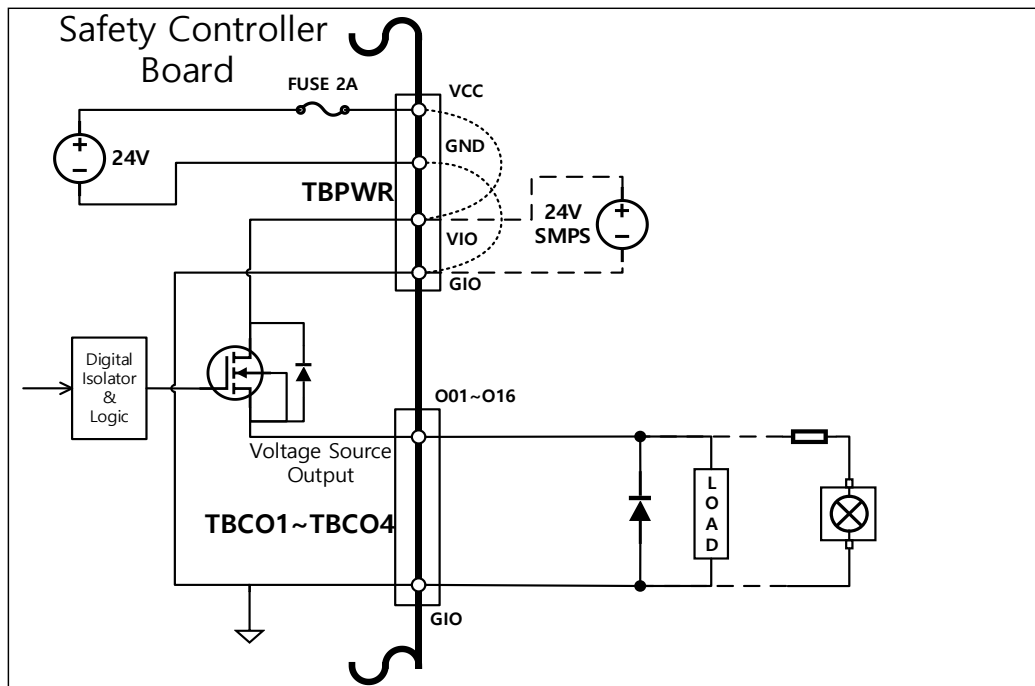 Safety Controller
Board
FUSE 2A
VCC
+
24V
−
GND
TBPWR
+
24V
SMPS
−
VIO
GIO
Digital
Isolator
&
Logic
O01~O16
Voltage Source
Output
LOAD
TBCO1~TBCO4
GIO